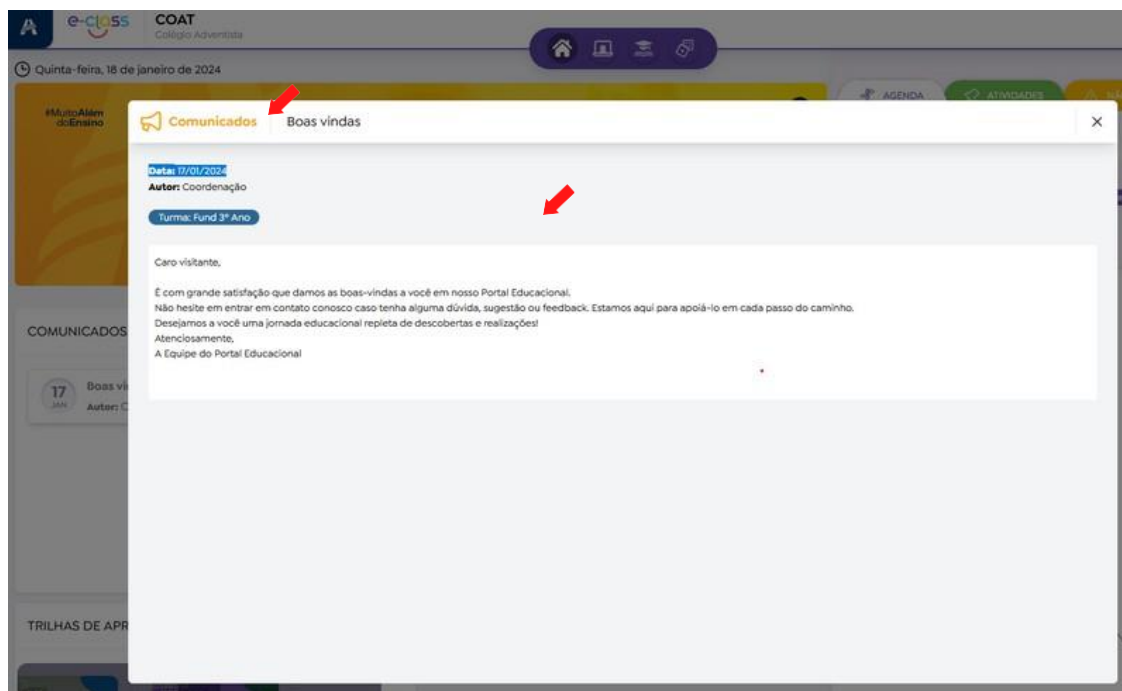 e-class
COAT
Colégio Adventista
Quinta-feira, 18 de janeiro de 2024
AGENDA
ATIVIDADES
#MuitoAlém
doEnsino
Comunicados
Boas vindas
Data: 17/01/2024
Autor: Coordenação
Turma: Fund 3º Ano
Caro visitante,
É com grande satisfação que damos as boas-vindas a você em nosso Portal Educacional.
Não hesite em entrar em contato conosco caso tenha alguma dúvida, sugestão ou feedback. Estamos aqui para apoiá-lo em cada passo do caminho.
Desejamos a você uma jornada educacional repleta de descobertas e realizações!
Atenciosamente,
A Equipe do Portal Educacional
COMUNICADOS
17
JAN
Boas vi
Autor: C
TRILHAS DE APR